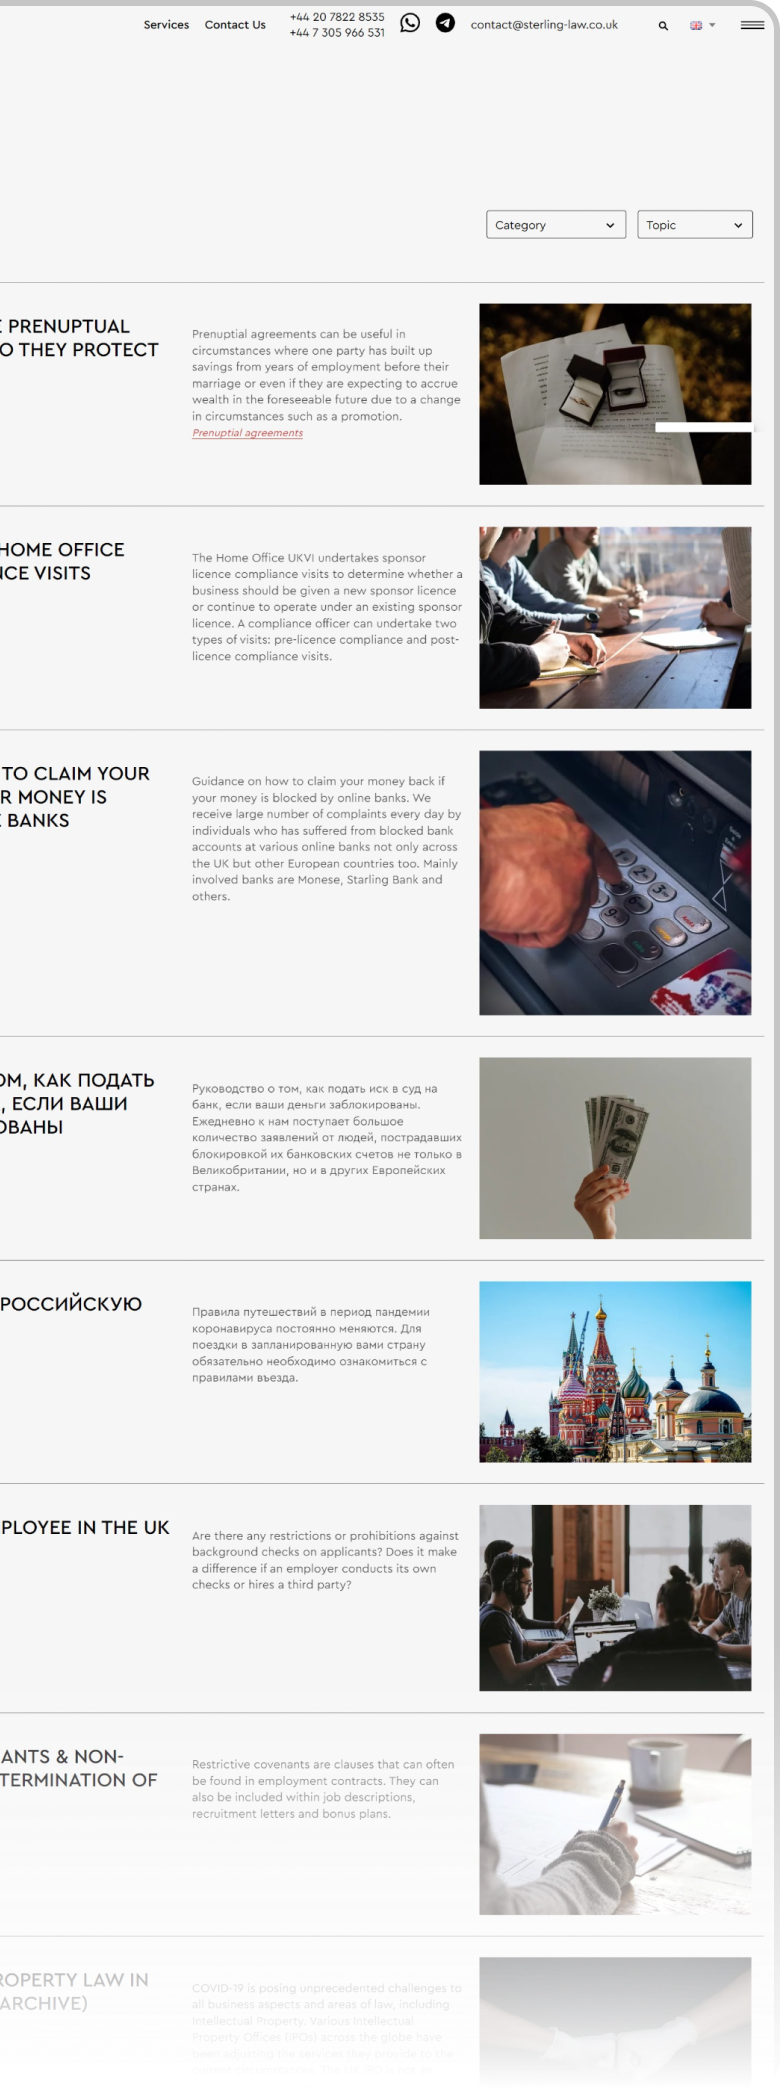 Services Contact Us +44 20 7822 8535 contact@sterling-law.co.uk
+44 7 305 966 531
Category Topic
E PRENUPTUAL
O THEY PROTECT
Prenuptial agreements can be useful in
circumstances where one party has built up
savings from years of employment before their
marriage or even if they are expecting to accrue
wealth in the foreseeable future due to a change
in circumstances such as a promotion.
Prenuptial agreements
HOME OFFICE
NCE VISITS
The Home Office UKVI undertakes sponsor
licence compliance visits to determine whether a
business should be given a new sponsor licence
or continue to operate under an existing sponsor
licence. A compliance officer can undertake two
types of visits: pre-licence compliance and post-
licence compliance visits.
TO CLAIM YOUR
R MONEY IS
E BANKS
Guidance on how to claim your money back if
your money is blocked by online banks. We
receive large number of complaints every day by
individuals who has suffered from blocked bank
accounts at various online banks not only across
the UK but other European countries too. Mainly
involved banks are Monese, Starling Bank and
others.
ОМ, КАК ПОДАТЬ
, ЕСЛИ ВАШИ
ОВАНЫ
Руководство о том, как подать иск в суд на
банк, если ваши деньги заблокированы.
Ежедневно к нам поступает большое
количество заявлений от людей, пострадавших
блокировкой их банковских счетов не только в
Великобритании, но и в других Европейских
странах.
РОССИЙСКУЮ
Правила путешествий в период пандемии
коронавируса постоянно меняются. Для
поездки в запланированную вами страну
обязательно необходимо ознакомиться с
правилами въезда.
PLOYEE IN THE UK
Are there any restrictions or prohibitions against
background checks on applicants? Does it make
a difference if an employer conducts its own
checks or hires a third party?
ANTS & NON-
TERMINATION OF
Restrictive covenants are clauses that can often
be found in employment contracts. They can
also be included within job descriptions,
recruitment letters and bonus plans.
ROPERTY LAW IN
ARCHIVE)
COVID-19 is posing unprecedented challenges to
all business aspects and areas of law, including
Intellectual Property. Various Intellectual
Property Offices (IPOs) across the globe have
been adjusting the services they provide to the